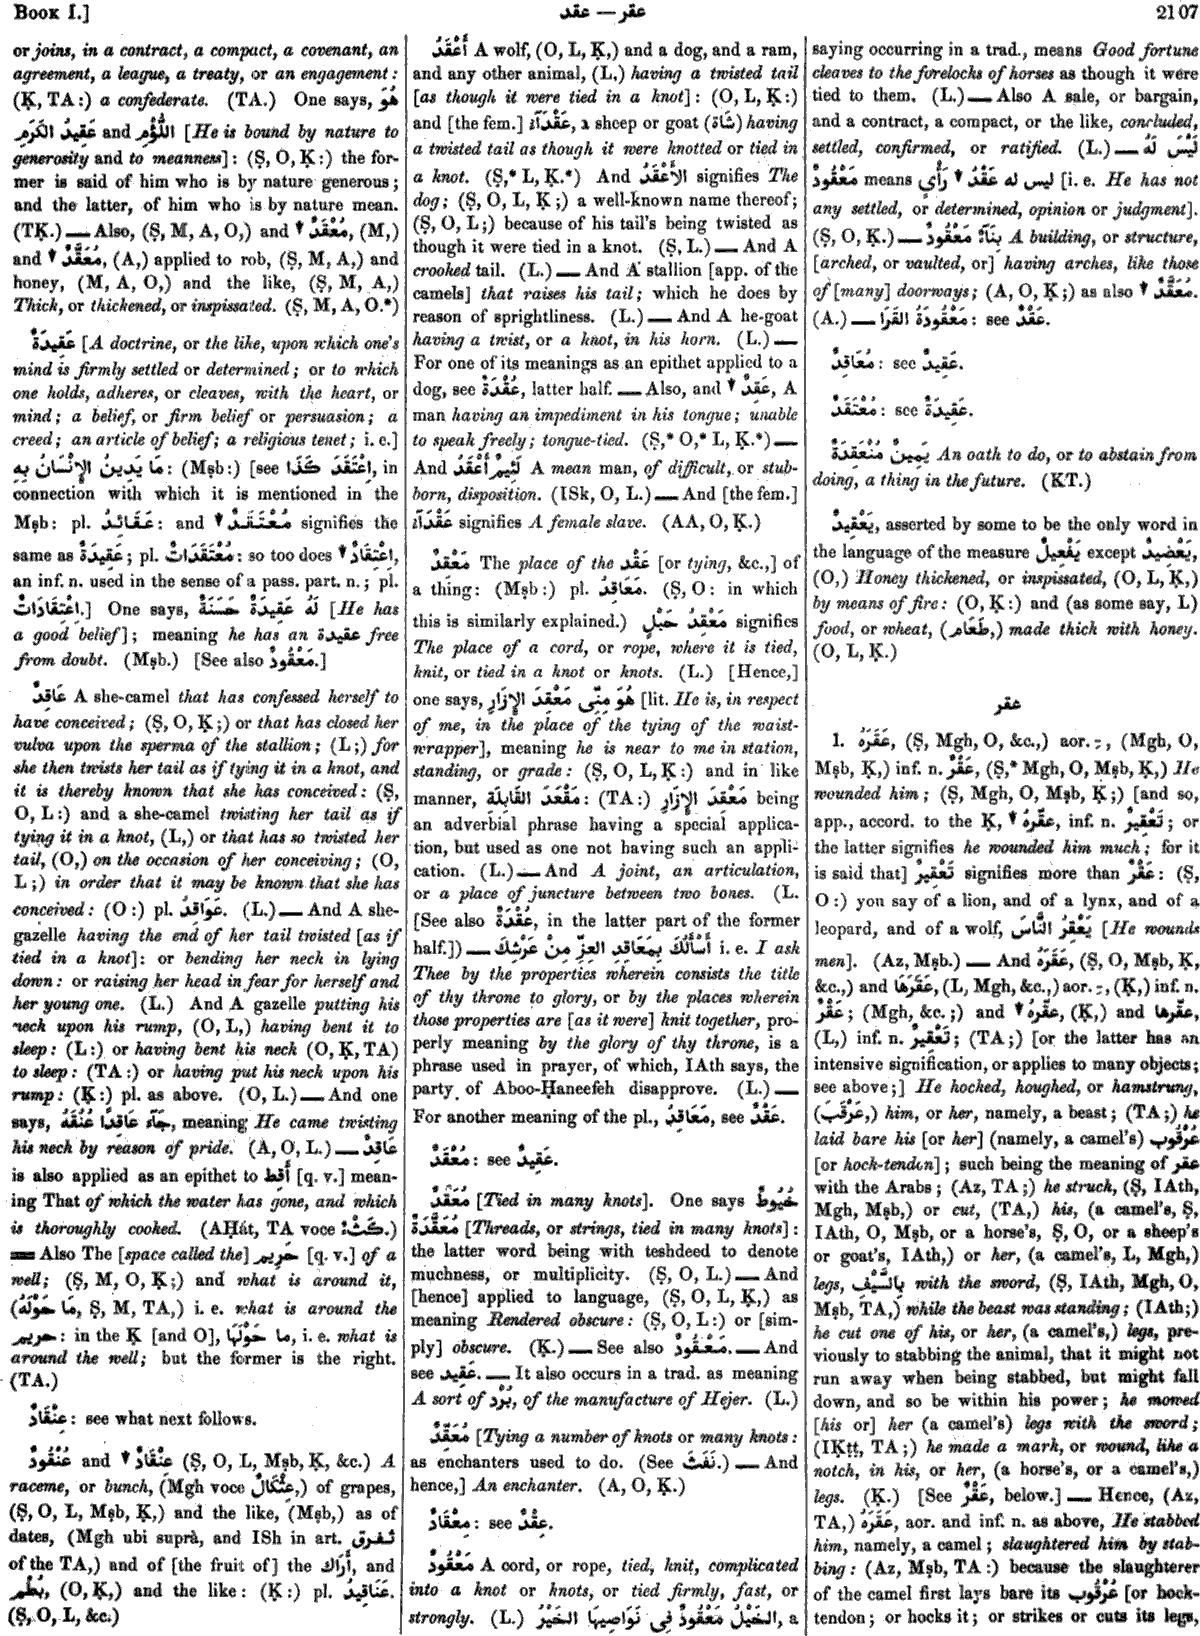 BOOK I.]
عقد — عقر
2107
or joins, in a contract, a compact, a covenant, an
agreement, a league, a treaty, or an engagement:
(Ḳ, TA:) a confederate. (TA.) One says, هُوَ
عَقِيدُ الكَرَمِ and اللُّؤْمِ [He is bound by nature to
generosity and to meanness]: (Ṣ, O, Ḳ:) the for-
mer is said of him who is by nature generous;
and the latter, of him who is by nature mean.
(TḲ.) — Also, (Ṣ, M, A, O,) and ↓ مُعْقَدٌ, (M,)
and ↓ مُعَقَّدٌ, (A,) applied to rob, (Ṣ, M, A,) and
honey, (M, A, O,) and the like, (Ṣ, M, A,)
Thick, or thickened, or inspissated. (Ṣ, M, A, O.*)
عَقِيدَةٌ [A doctrine, or the like, upon which one's
mind is firmly settled or determined; or to which
one holds, adheres, or cleaves, with the heart, or
mind; a belief, or firm belief or persuasion; a
creed; an article of belief; a religious tenet; i. e.]
مَا يَدِينُ الإِنْسَانُ بِهِ: (Mṣb:) [see اِعْتَقَدَ كَذَا, in
connection with which it is mentioned in the
Mṣb: pl. عَقَائِدُ: and ↓ مُعْتَقَدٌ signifies the
same as عَقِيدَةٌ; pl. مُعْتَقَدَاتٌ: so too does ↓ اِعْتِقَادٌ,
an inf. n. used in the sense of a pass. part. n.; pl.
اِعْتِقَادَاتٌ.] One says, لَهُ عَقِيدَةٌ حَسَنَةٌ [He has
a good belief]; meaning he has an عقيدة free
from doubt. (Mṣb.) [See also مَعْقُودٌ.]
عَاقِدٌ A she-camel that has confessed herself to
have conceived; (Ṣ, O, Ḳ;) or that has closed her
vulva upon the sperma of the stallion; (L;) for
she then twists her tail as if tying it in a knot, and
it is thereby known that she has conceived: (Ṣ,
O, L:) and a she-camel twisting her tail as if
tying it in a knot, (L,) or that has so twisted her
tail, (O,) on the occasion of her conceiving; (O,
L;) in order that it may be known that she has
conceived: (O:) pl. عَوَاقِدُ. (L.) — And A she-
gazelle having the end of her tail twisted [as if
tied in a knot]: or bending her neck in lying
down: or raising her head in fear for herself and
her young one. (L.) And A gazelle putting his
neck upon his rump, (O, L,) having bent it to
sleep: (L:) or having bent his neck (O, Ḳ, TA)
to sleep: (TA:) or having put his neck upon his
rump: (Ḳ:) pl. as above. (O, L.) — And one
says, جَآءَ عَاقِدًا عُنُقَهُ, meaning He came twisting
his neck by reason of pride. (A, O, L.) — عَاقِدٌ
is also applied as an epithet to أَقِط [q. v.] mean-
ing That of which the water has gone, and which
is thoroughly cooked. (AḤát, TA voce كَثْءٌ.)
= Also The [space called the] حَرِيم [q. v.] of a
well; (Ṣ, M, O, Ḳ;) and what is around it,
(مَا حَوْلَهُ, Ṣ, M, TA,) i. e. what is around the
حريم: in the Ḳ [and O], ما حَوْلَهَا, i. e. what is
around the well; but the former is the right.
(TA.)
عِنْقَادٌ: see what next follows.
عُنْقُودٌ and ↓ عِنْقَادٌ (Ṣ, O, L, Mṣb, Ḳ, &c.) A
raceme, or bunch, (Mgh voce عِثْكَالٌ,) of grapes,
(Ṣ, O, L, Mṣb, Ḳ,) and the like, (Mṣb,) as of
dates, (Mgh ubi suprà, and ISh in art. ثفرق
of the TA,) and of [the fruit of] the أَرَاك, and
بُطْم, (O, Ḳ,) and the like: (Ḳ:) pl. عَنَاقِيدُ.
(Ṣ, O, L, &c.)
أَعْقَدُ A wolf, (O, L, Ḳ,) and a dog, and a ram,
and any other animal, (L,) having a twisted tail
[as though it were tied in a knot]: (O, L, Ḳ:)
and [the fem.] عَقْدَآءُ, a sheep or goat (شَاة) having
a twisted tail as though it were knotted or tied in
a knot. (Ṣ,* L, Ḳ.*) And الأَعْقَدُ signifies The
dog; (Ṣ, O, L, Ḳ;) a well-known name thereof;
(Ṣ, O, L;) because of his tail's being twisted as
though it were tied in a knot. (Ṣ, L.) — And A
crooked tail. (L.) — And A stallion [app. of the
camels] that raises his tail; which he does by
reason of sprightliness. (L.) — And A he-goat
having a twist, or a knot, in his horn. (L.) —
For one of its meanings as an epithet applied to a
dog, see عُقْدَةٌ, latter half. — Also, and ↓ عَقِدٌ, A
man having an impediment in his tongue; unable
to speak freely; tongue-tied. (Ṣ,* O,* L, Ḳ.*) —
And لَئِيمٌ أَعْقَدُ A mean man, of difficult, or stub-
born, disposition. (ISk, O, L.) — And [the fem.]
عَقْدَآءُ signifies A female slave. (AA, O, Ḳ.)
مَعْقِدٌ The place of the عَقْد [or tying, &c.,] of
a thing: (Mṣb:) pl. مَعَاقِدُ. (Ṣ, O: in which
this is similarly explained.) مَعْقِدُ حَبْلٍ signifies
The place of a cord, or rope, where it is tied,
knit, or tied in a knot or knots. (L.) [Hence,]
one says, هُوَ مِنِّى مَعْقِدَ الإِزَارِ [lit. He is, in respect
of me, in the place of the tying of the waist-
wrapper], meaning he is near to me in station,
standing, or grade: (Ṣ, O, L, Ḳ:) and in like
manner, مَقْعَدَ القَابِلَةِ: (TA:) مَعْقِدَ الإِزَارِ being
an adverbial phrase having a special applica-
tion, but used as one not having such an appli-
cation. (L.) — And A joint, an articulation,
or a place of juncture between two bones. (L.
[See also عُقْدَةٌ, in the latter part of the former
half.]) — أَسْأَلُكَ بِمَعَاقِدِ العِزِّ مِنْ عَرْشِكَ i. e. I ask
Thee by the properties wherein consists the title
of thy throne to glory, or by the places wherein
those properties are [as it were] knit together, pro-
perly meaning by the glory of thy throne, is a
phrase used in prayer, of which, IAth says, the
party of Aboo-Ḥaneefeh disapprove. (L.) —
For another meaning of the pl., مَعَاقِدُ, see عَقْدٌ.
مُعْقَدٌ: see عَقِيدٌ.
مُعَقَّدٌ [Tied in many knots]. One says خُيُوطٌ
مُعَقَّدَةٌ [Threads, or strings, tied in many knots]:
the latter word being with teshdeed to denote
muchness, or multiplicity. (Ṣ, O, L.) — And
[hence] applied to language, (Ṣ, O, L, Ḳ,) as
meaning Rendered obscure: (Ṣ, O, L:) or [sim-
ply] obscure. (Ḳ.) — See also مَعْقُودٌ. — And
see عَقِيد. — It also occurs in a trad. as meaning
A sort of بُرْد, of the manufacture of Hejer. (L.)
مُعَقِّدٌ [Tying a number of knots or many knots:
as enchanters used to do. (See نَفَثَ.) — And
hence,] An enchanter. (A, O, Ḳ.)
مِعْقَادٌ: see عِقْدٌ.
مَعْقُودٌ A cord, or rope, tied, knit, complicated
into a knot or knots, or tied firmly, fast, or
strongly. (L.) الخَيْلُ مَعْقُودٌ فِى نَوَاصِيهَا الخَيْرُ, a
saying occurring in a trad., means Good fortune
cleaves to the forelocks of horses as though it were
tied to them. (L.) — Also A sale, or bargain,
and a contract, a compact, or the like, concluded,
settled, confirmed, or ratified. (L.) — لَيْسَ لَهُ
مَعْقُودٌ means ليس له عَقْدُ ↓ رَأْىٍ [i. e. He has not
any settled, or determined, opinion or judgment].
(Ṣ, O, Ḳ.) — بِنَآءٌ مَعْقُودٌ A building, or structure,
[arched, or vaulted, or] having arches, like those
of [many] doorways; (A, O, Ḳ;) as also ↓ مُعَقَّدٌ.
(A.) — مَعْقُودَةُ القَرَا: see عَقْدٌ.
مُعَاقِدٌ: see عَقِيدٌ.
مُعْتَقَدٌ: see عَقِيدَةٌ.
يَمِينٌ مُنْعَقِدَةٌ An oath to do, or to abstain from
doing, a thing in the future. (KT.)
يَعْقِيدٌ, asserted by some to be the only word in
the language of the measure يَفْعِيلٌ except يَعْضِيدٌ,
(O,) Honey thickened, or inspissated, (O, L, Ḳ,)
by means of fire: (O, Ḳ:) and (as some say, L)
food, or wheat, (طَعَام,) made thick with honey.
(O, L, Ḳ.)
عقر
1. عَقَرَهُ, (Ṣ, Mgh, O, &c.,) aor. ـِ, (Mgh, O,
Mṣb, Ḳ,) inf. n. عَقْرٌ, (Ṣ,* Mgh, O, Mṣb, Ḳ,) He
wounded him; (Ṣ, Mgh, O, Mṣb, Ḳ;) [and so,
app., accord. to the Ḳ, ↓ عقّرهُ, inf. n. تَعْقِيرٌ; or
the latter signifies he wounded him much; for it
is said that] تَعْقِيرٌ signifies more than عَقْرٌ: (Ṣ,
O:) you say of a lion, and of a lynx, and of a
leopard, and of a wolf, يَعْقِرُ النَّاسَ [He wounds
men]. (Az, Mṣb.) — And عَقَرَهُ, (Ṣ, O, Mṣb, Ḳ,
&c.,) and عَقَرَهَا, (L, Mgh, &c.,) aor. ـِ, (Ḳ,) inf. n.
عَقْرٌ; (Mgh, &c.;) and ↓ عقّرهُ, (Ḳ,) and عقّرها,
(L,) inf. n. تَعْقِيرٌ; (TA;) [or the latter has an
intensive signification, or applies to many objects;
see above;] He hocked, houghed, or hamstrung,
(عَرْقَبَ,) him, or her, namely, a beast; (TA;) he
laid bare his [or her] (namely, a camel's) عُرْقُوب
[or hock-tendon]; such being the meaning of عقر
with the Arabs; (Az, TA;) he struck, (Ṣ, IAth,
Mgh, Mṣb,) or cut, (TA,) his, (a camel's, Ṣ,
IAth, O, Mṣb, or a horse's, Ṣ, O, or a sheep's
or goat's, IAth,) or her, (a camel's, L, Mgh,)
legs, بِالسَّيْفِ with the sword, (Ṣ, IAth, Mgh, O,
Mṣb, TA,) while the beast was standing; (IAth;)
he cut one of his, or her, (a camel's,) legs, pre-
viously to stabbing the animal, that it might not
run away when being stabbed, but might fall
down, and so be within his power; he mowed
[his or] her (a camel's) legs with the sword;
(IḲṭṭ, TA;) he made a mark, or wound, like a
notch, in his, or her, (a horse's, or a camel's,)
legs. (Ḳ.) [See عَقْرٌ, below.] — Hence, (Az,
TA,) عَقَرَهُ, aor. and inf. n. as above, He stabbed
him, namely, a camel; slaughtered him by stab-
bing: (Az, Mṣb, TA:) because the slaughterer
of the camel first lays bare its عُرْقُوب [or hock-
tendon; or hocks it; or strikes or cuts its legs,